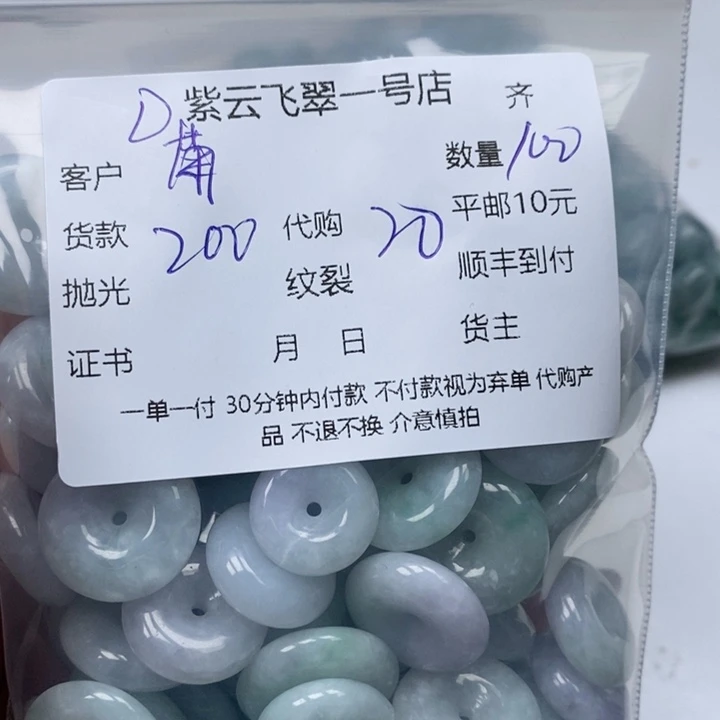 D 紫云飞翠一号店 齐
客户 数量 100
货款 200 代购 20 平邮10元
抛光 纹裂 顺丰到付
证书 月 日 货主
一单一付 30分钟内付款 不付款视为弃单 代购产
品 不退不换 介意慎拍